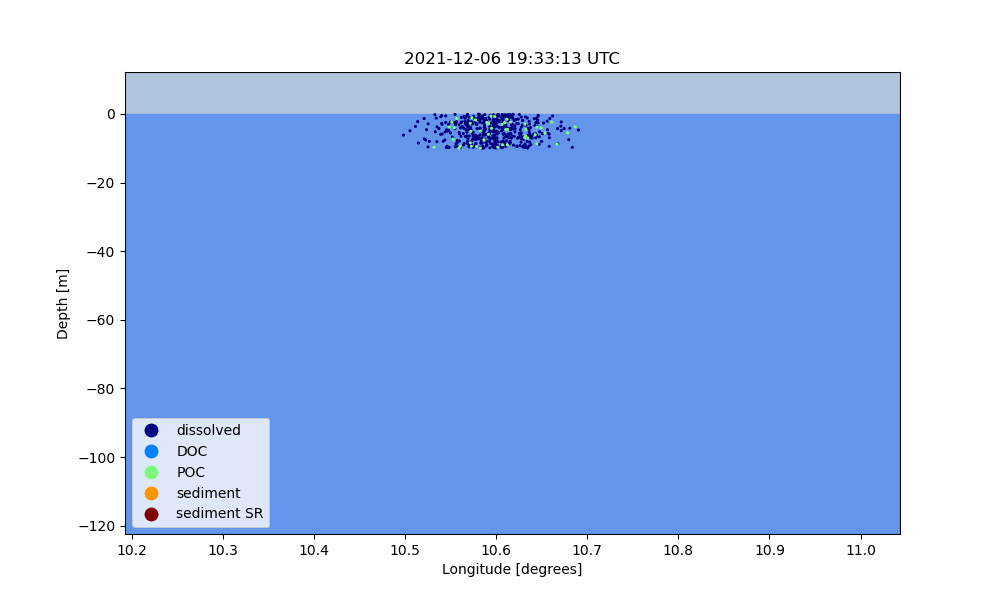 2021-12-06 19:33:13 UTC
0
−20
−40
−60
−80
−100
−120
Depth [m]
dissolved
DOC
POC
sediment
sediment SR
10.2 10.3 10.4 10.5 10.6 10.7 10.8 10.9 11.0
Longitude [degrees]